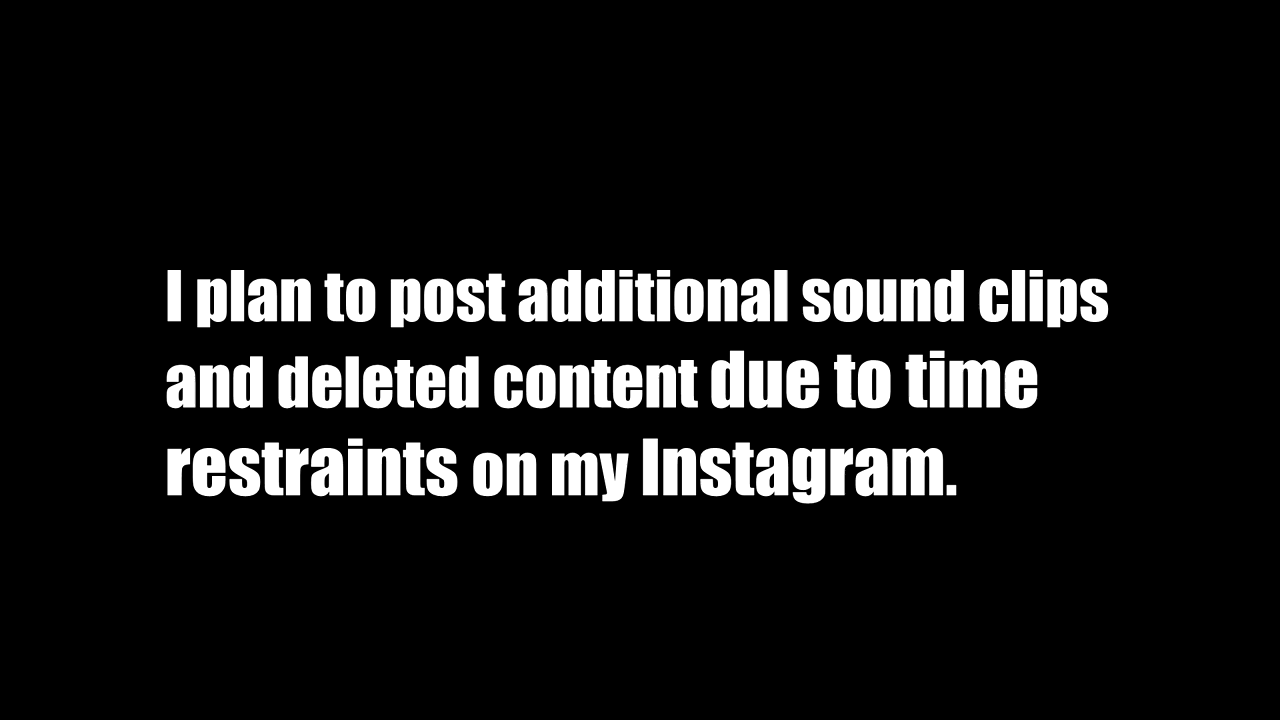 I plan to post additional sound clips
and deleted content due to time
restraints on my Instagram.